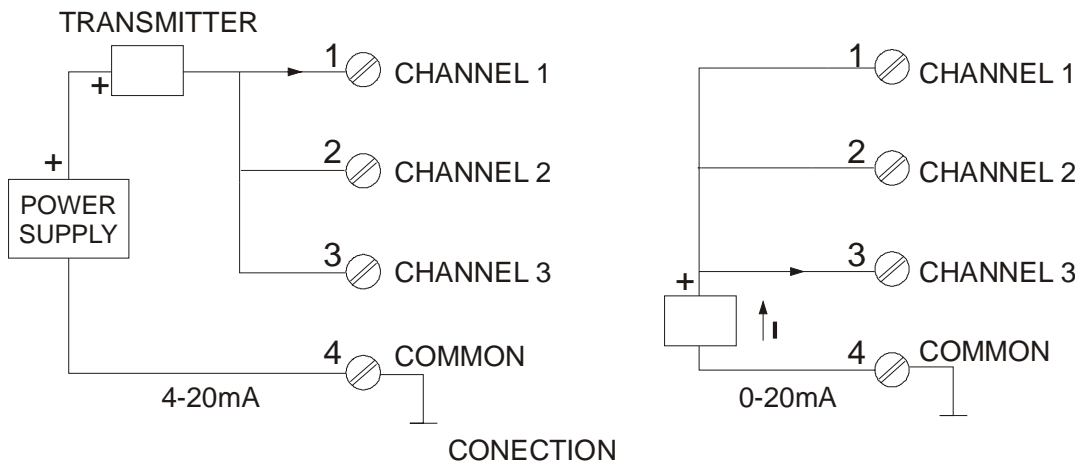 TRANSMITTER
+
+
POWER
SUPPLY
1 CHANNEL 1
2 CHANNEL 2
3 CHANNEL 3
4 COMMON
4-20mA
1 CHANNEL 1
2 CHANNEL 2
3 CHANNEL 3
+
I
4 COMMON
0-20mA
CONECTION